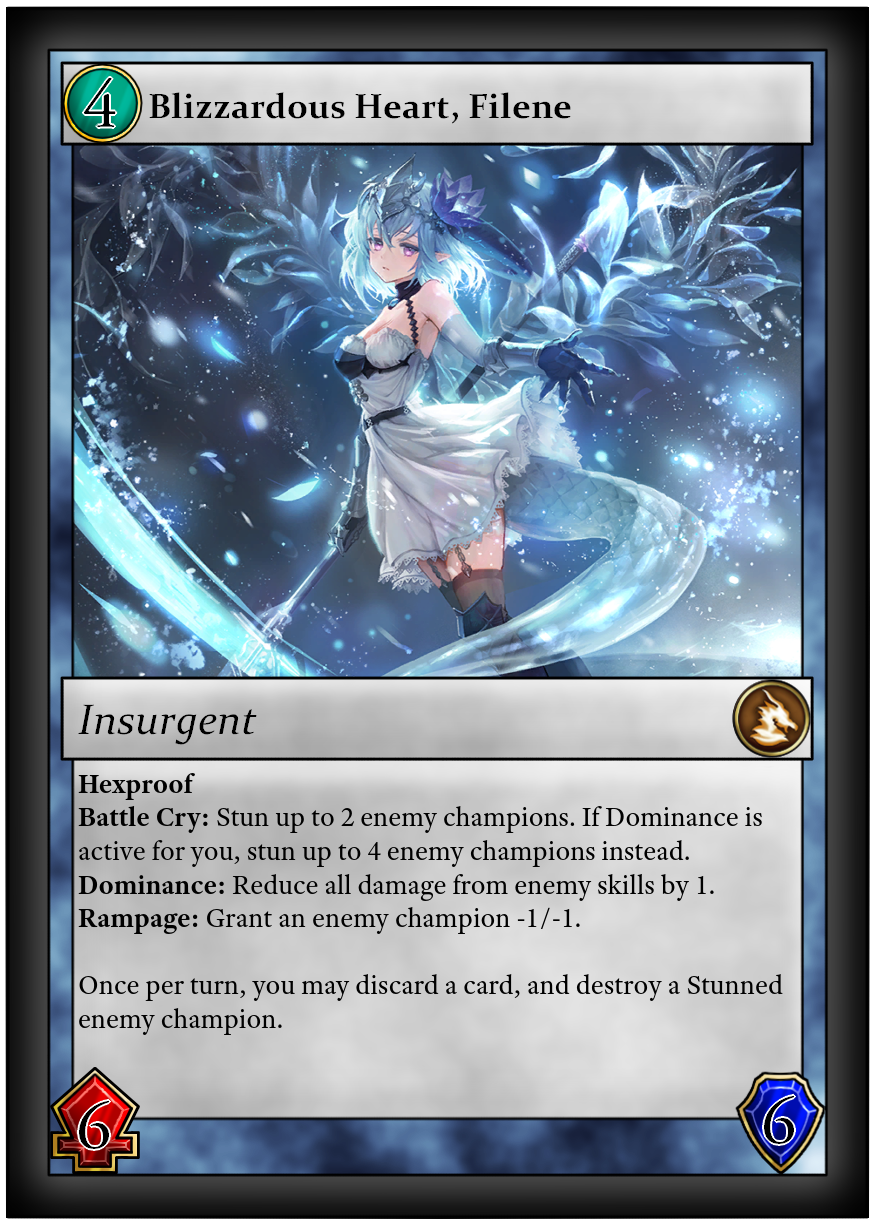 4
Blizzardous Heart, Filene
Insurgent
Hexproof
Battle Cry: Stun up to 2 enemy champions. If Dominance is
active for you, stun up to 4 enemy champions instead.
Dominance: Reduce all damage from enemy skills by 1.
Rampage: Grant an enemy champion -1/-1.
Once per turn, you may discard a card, and destroy a Stunned
enemy champion.
6
6